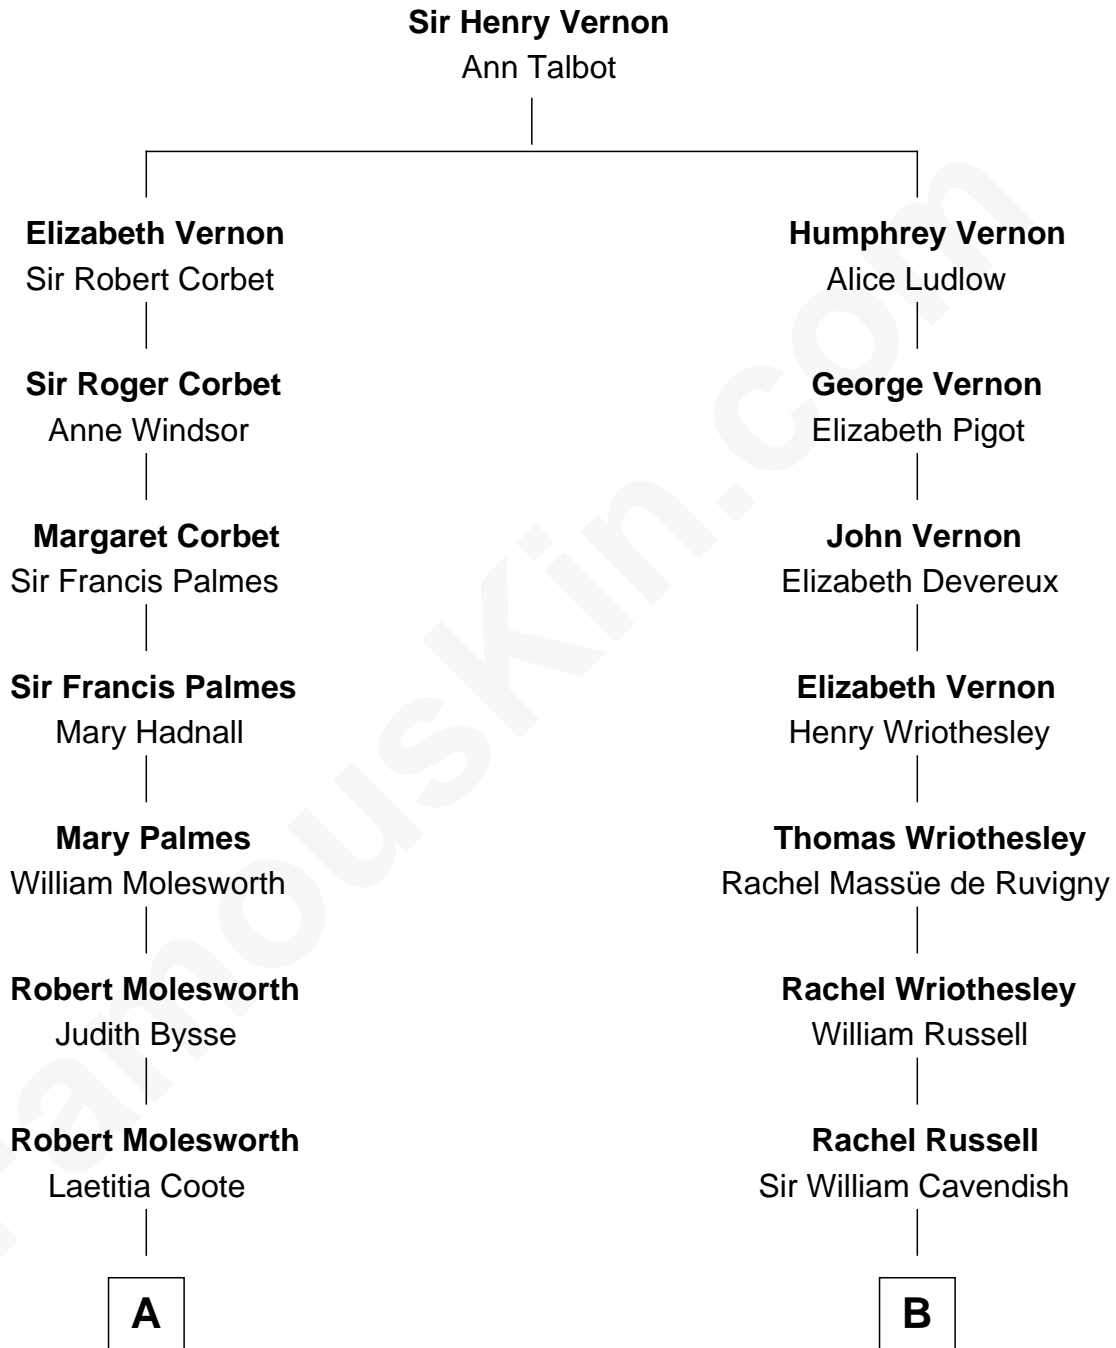 Sir Henry Vernon
Ann Talbot
Elizabeth Vernon
Sir Robert Corbet
Sir Roger Corbet
Anne Windsor
Margaret Corbet
Sir Francis Palmes
Sir Francis Palmes
Mary Hadnall
Mary Palmes
William Molesworth
Robert Molesworth
Judith Bysse
Robert Molesworth
Laetitia Coote
A
Humphrey Vernon
Alice Ludlow
George Vernon
Elizabeth Pigot
John Vernon
Elizabeth Devereux
Elizabeth Vernon
Henry Wriothesley
Thomas Wriothesley
Rachel Massüe de Ruvigny
Rachel Wriothesley
William Russell
Rachel Russell
Sir William Cavendish
B
FamousKin.com